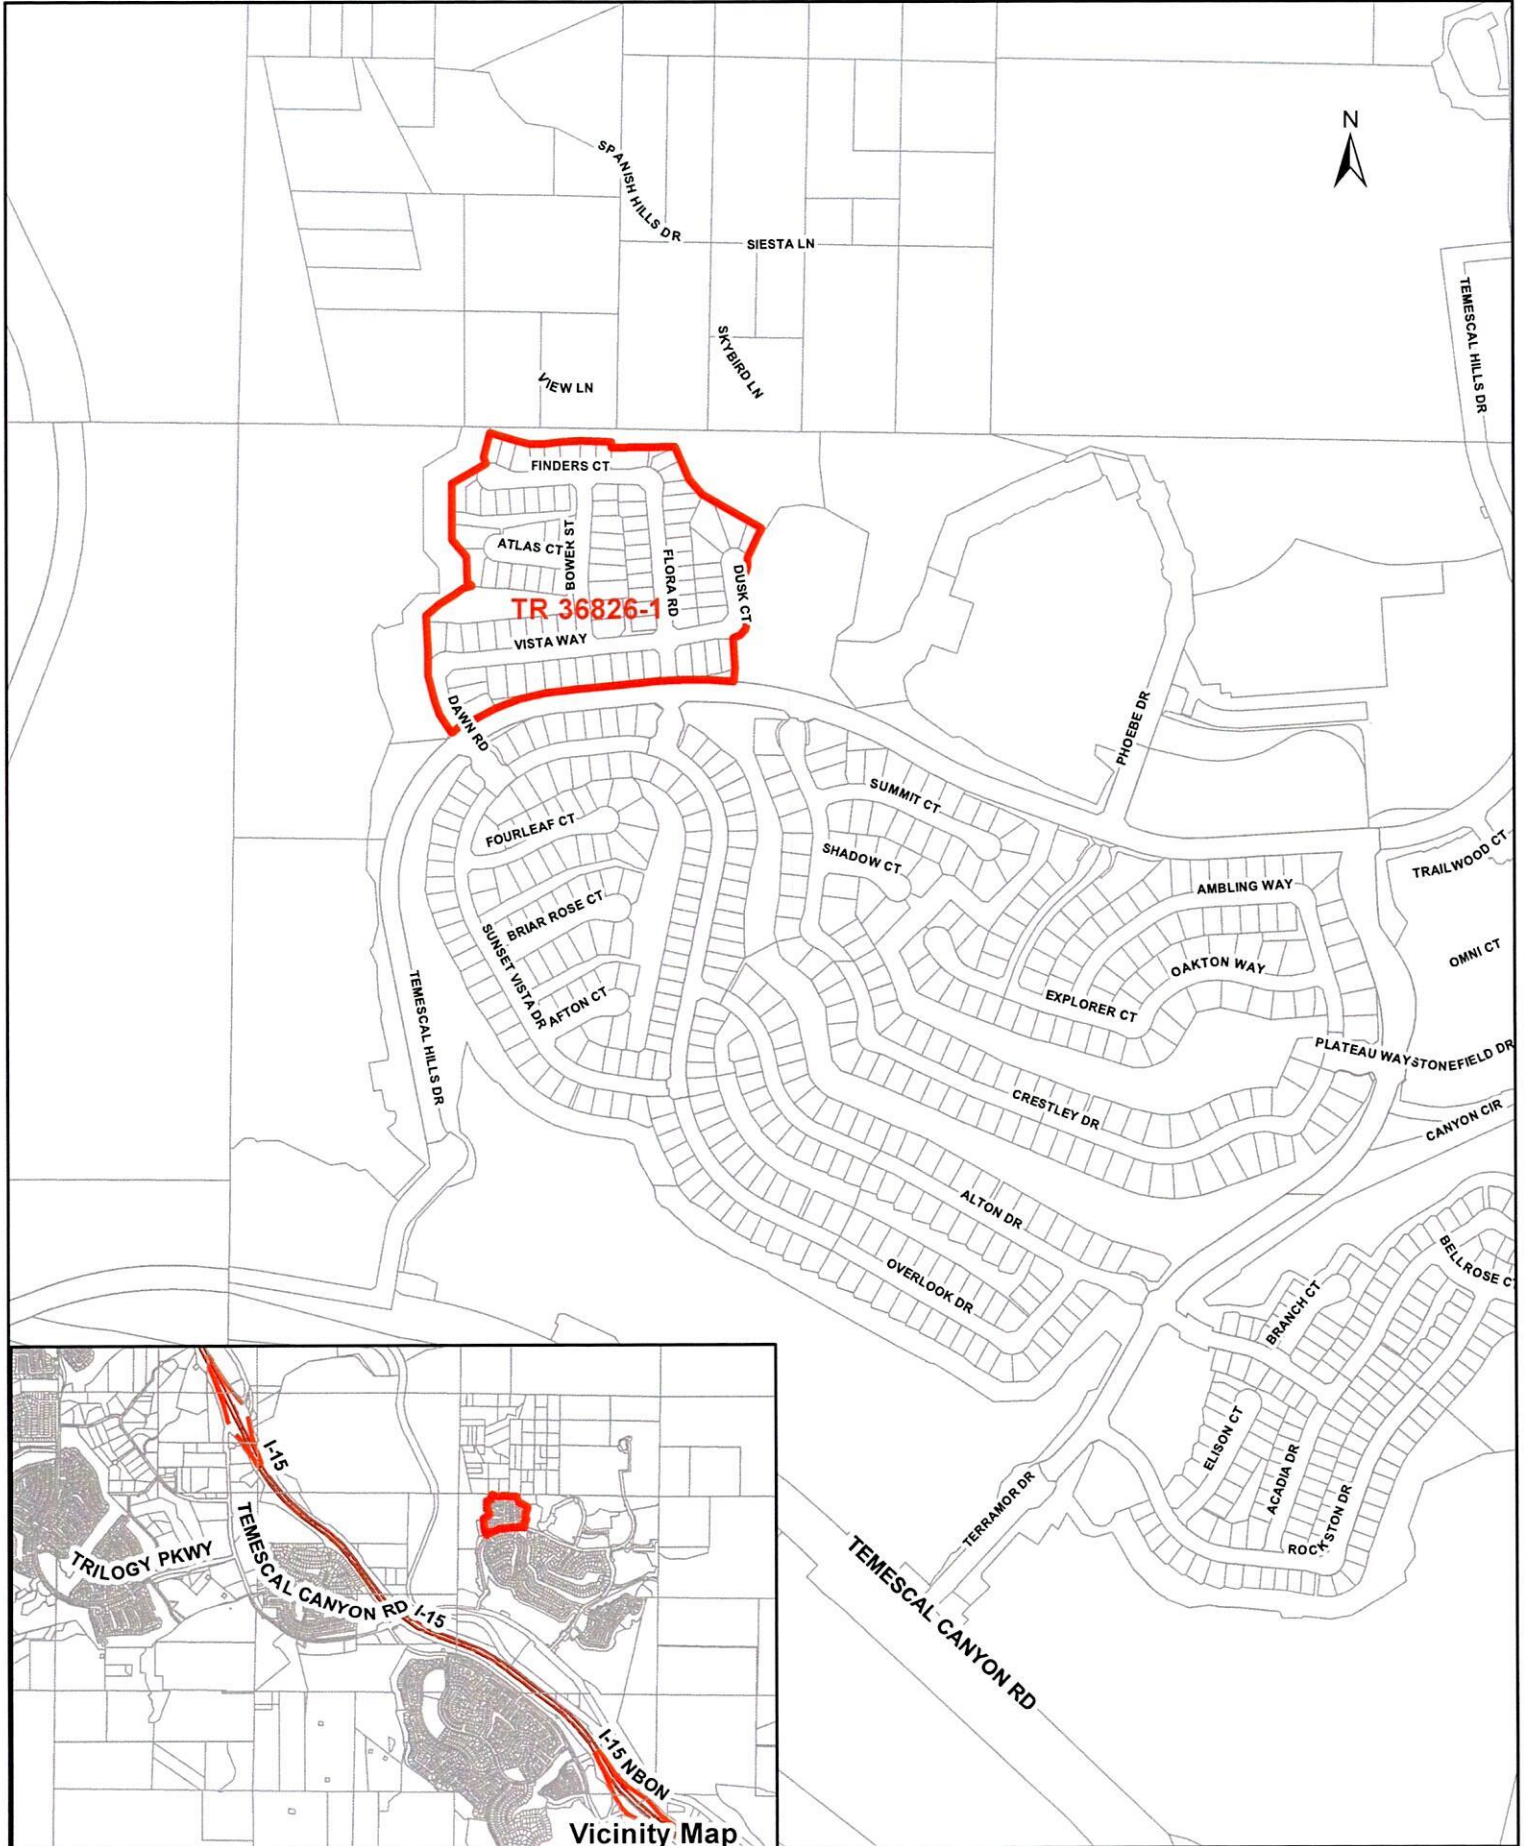 N
SPANISH HILLS DR
SIESTA LN
TEMESCAL HILLS DR
SKYBIRD LN
VIEW LN
FINDERS CT
ATLAS CT
BOWER ST
FLORA RD
DUSK CT
TR 36826-1
VISTA WAY
DAWN RD
PHOEBE DR
SUMMIT CT
FOURLEAF CT
SHADOW CT
TRAILWOOD CT
AMBLING WAY
BRIAR ROSE CT
SUNSET VISTA DR
OMNI CT
OAKTON WAY
TEMESCAL HILLS DR
AFTON CT
EXPLORER CT
PLATEAU WAY
STONEFIELD DR
CRESTLEY DR
CANYON CIR
ALTON DR
BELLROSE C
OVERLOOK DR
BRANCH CT
ELISON CT
ACADIA DR
ROCKSTON DR
TERRAMOR DR
TEMESCAL CANYON RD
I-15
TRILOGY PKWY
TEMESCAL CANYON RD
I-15
I-15 NBON
Vicinity Map